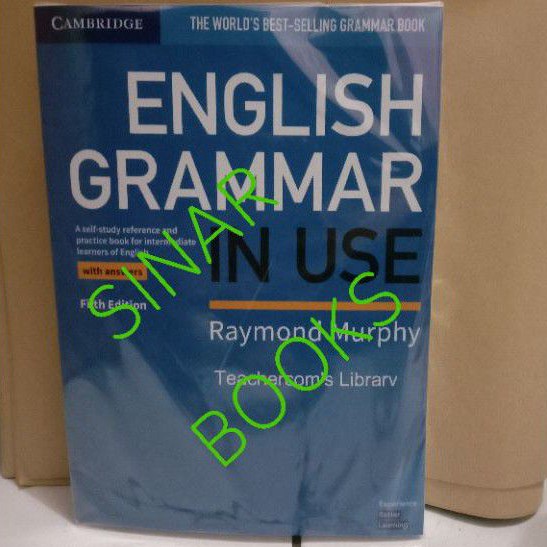 CAMBRIDGE
THE WORLD'S BEST-SELLING GRAMMAR BOOK
ENGLISH
GRAMMAR
IN USE
A self-study reference and
practice book for intermediate
learners of English
with answers
Fifth Edition
Raymond Murphy
Teachersom's Library
SINAR
BOOKS
Experience
Better
Learning